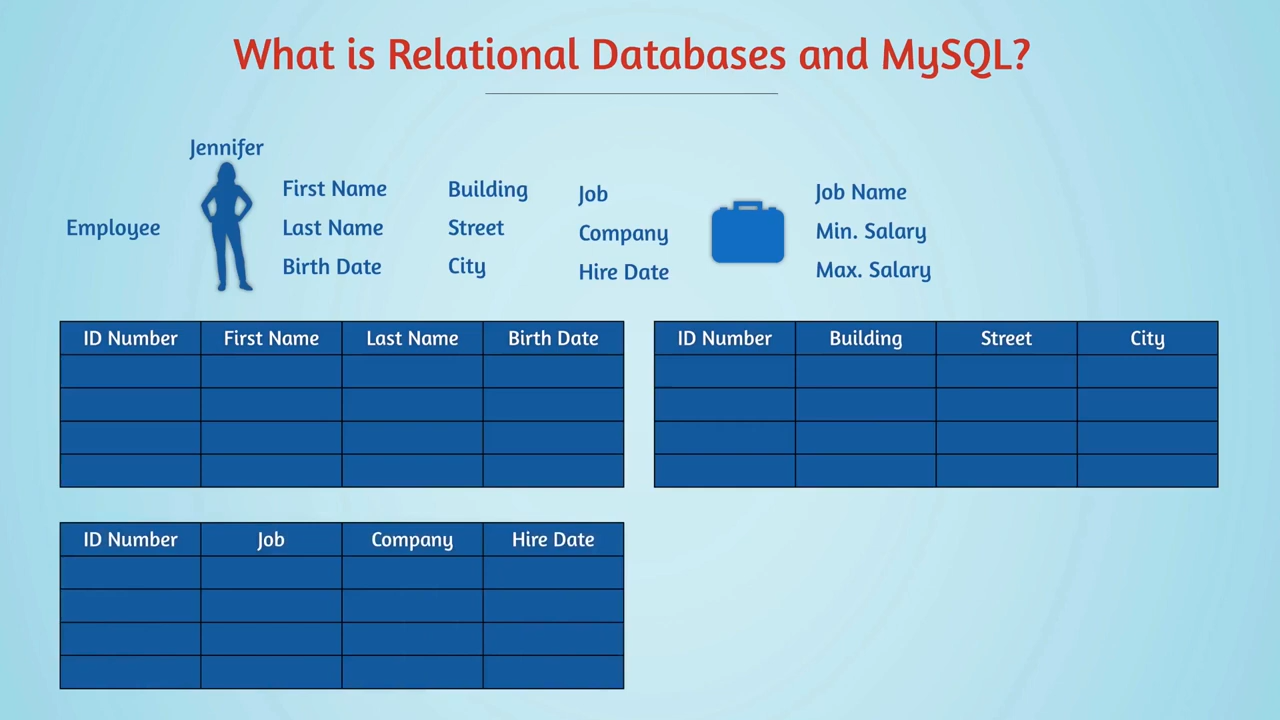 What is Relational Databases and MySQL?
Jennifer
Employee
First Name
Last Name
Birth Date
Building
Street
City
Job
Company
Hire Date
Job Name
Min. Salary
Max. Salary
ID Number First Name Last Name Birth Date
ID Number Building Street City
ID Number Job Company Hire Date